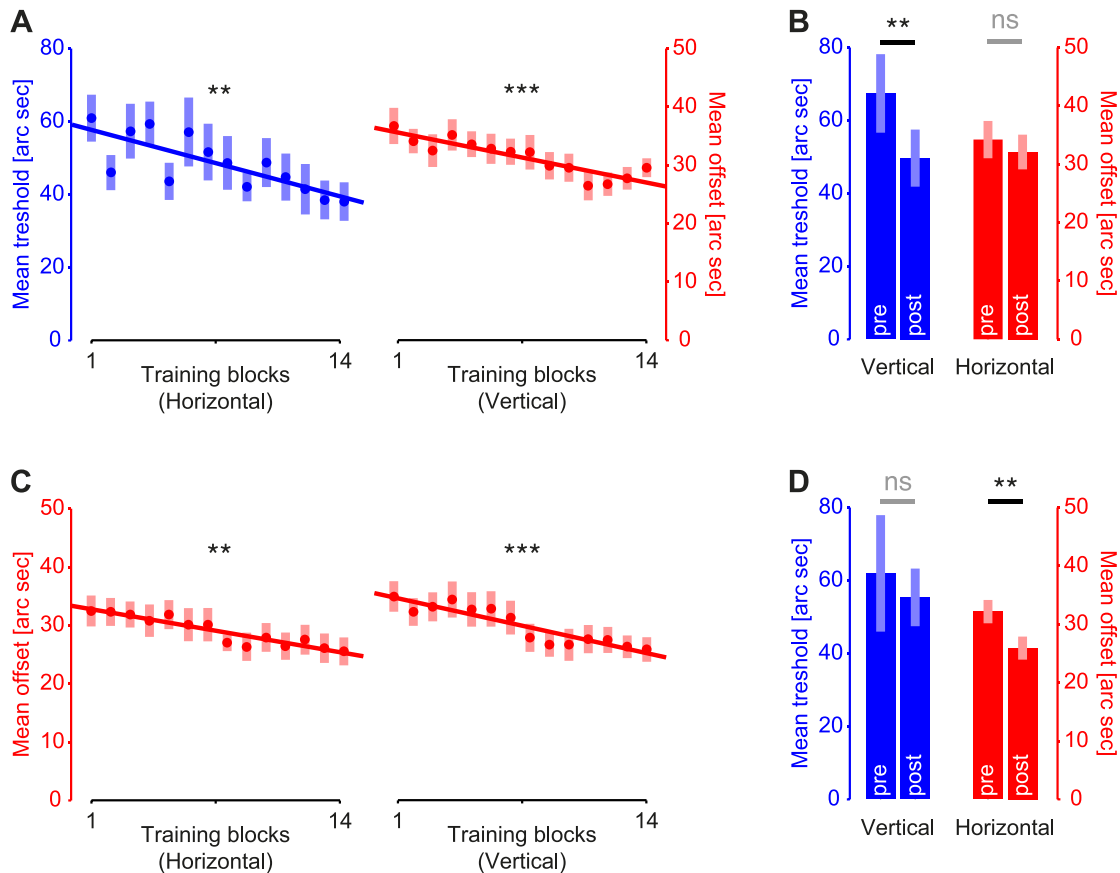 A
Mean treshold [arc sec]
80
60
40
20
0
**
1
14
Training blocks
(Horizontal)
***
1
14
Training blocks
(Vertical)
50
40
30
20
10
0
Mean offset [arc sec]
B
Mean treshold [arc sec]
80
60
40
20
0
**
ns
pre
post
pre
post
Vertical
Horizontal
50
40
30
20
10
0
Mean offset [arc sec]
C
Mean offset [arc sec]
50
40
30
20
10
0
**
1
14
Training blocks
(Horizontal)
***
1
14
Training blocks
(Vertical)
D
Mean treshold [arc sec]
80
60
40
20
0
ns
**
pre
post
pre
post
Vertical
Horizontal
50
40
30
20
10
0
Mean offset [arc sec]